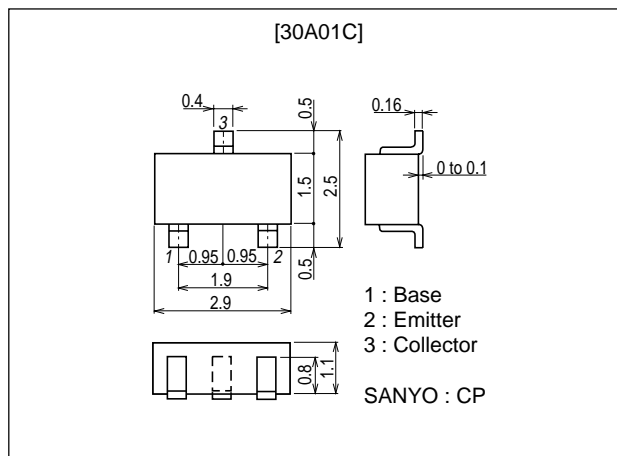 [30A01C]
0.4
3
0.5
1.5
2.5
0.16
0 to 0.1
1
0.95 0.95
2
0.5
1.9
2.9
1 : Base
2 : Emitter
3 : Collector
0.8
1.1
SANYO : CP